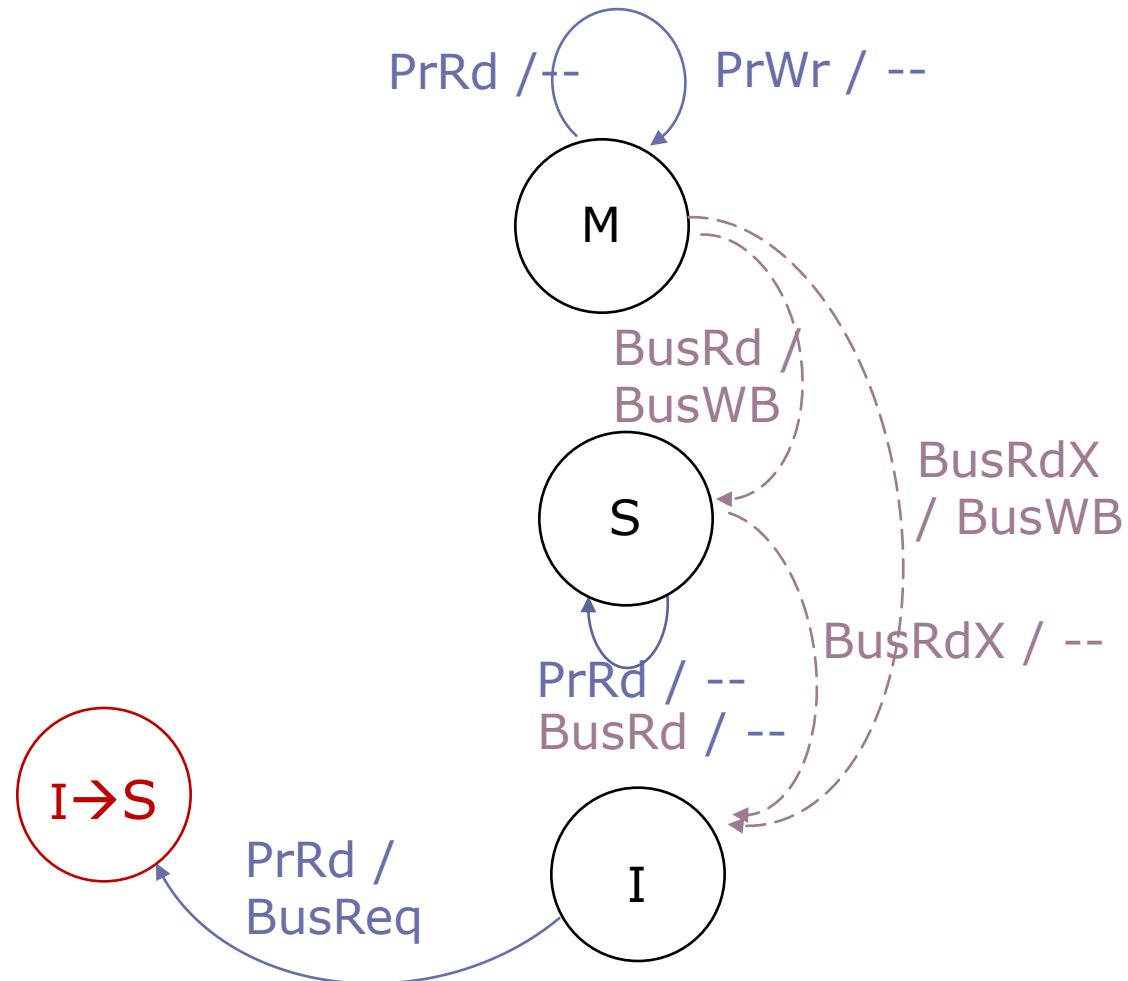 PrRd /--
PrWr / --
M
BusRd /
BusWB
BusRdX
/ BusWB
S
BusRdX / --
PrRd / --
BusRd / --
I→S
PrRd /
BusReq
I